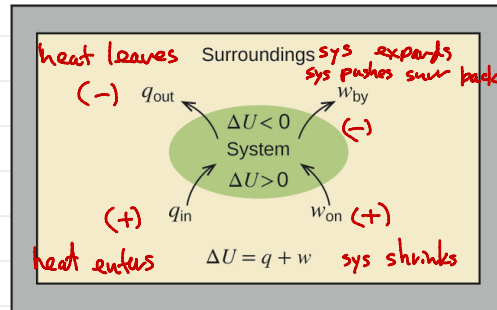 heat leaves Surroundings sys expands
sys pushes surr back
(-) q_out w_by
ΔU < 0 (-)
System
ΔU > 0
(+) q_in w_on (+)
heat enters ΔU = q + w sys shrinks